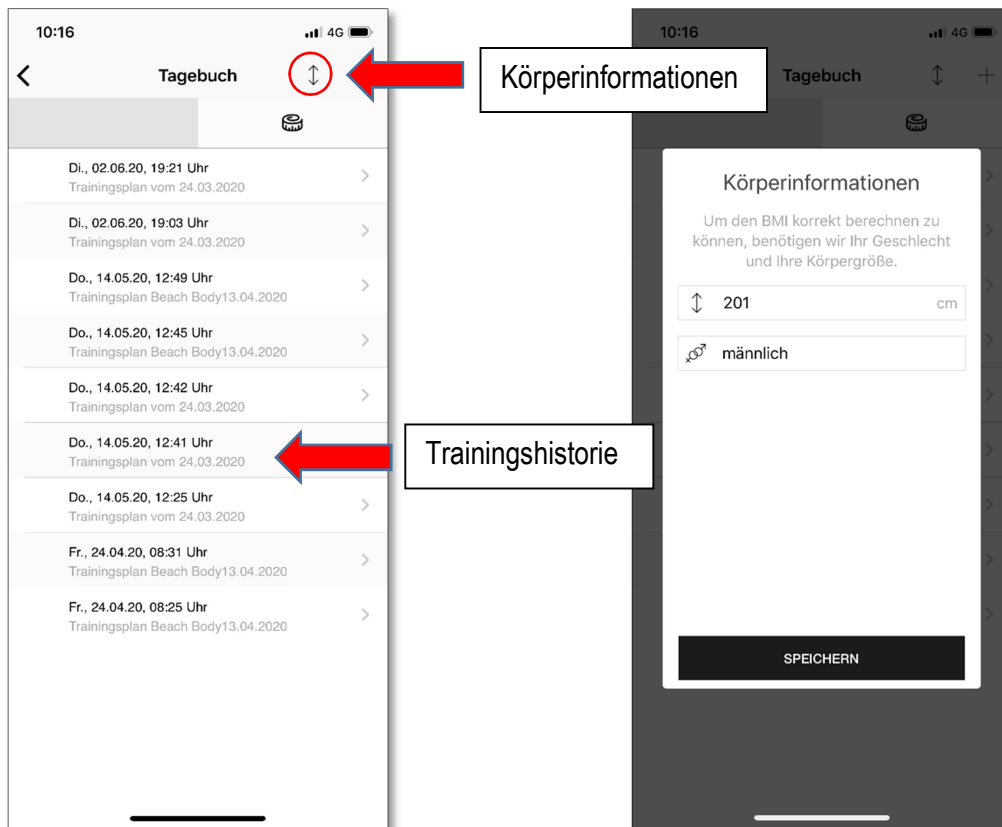 10:16
4G
Tagebuch
Di., 02.06.20, 19:21 Uhr
Trainingsplan vom 24.03.2020
Di., 02.06.20, 19:03 Uhr
Trainingsplan vom 24.03.2020
Do., 14.05.20, 12:49 Uhr
Trainingsplan Beach Body13.04.2020
Do., 14.05.20, 12:45 Uhr
Trainingsplan Beach Body13.04.2020
Do., 14.05.20, 12:42 Uhr
Trainingsplan vom 24.03.2020
Do., 14.05.20, 12:41 Uhr
Trainingsplan vom 24.03.2020
Do., 14.05.20, 12:25 Uhr
Trainingsplan vom 24.03.2020
Fr., 24.04.20, 08:31 Uhr
Trainingsplan Beach Body13.04.2020
Fr., 24.04.20, 08:25 Uhr
Trainingsplan Beach Body13.04.2020
Körperinformationen
Trainingshistorie
10:16
4G
Tagebuch
Körperinformationen
Um den BMI korrekt berechnen zu
können, benötigen wir Ihr Geschlecht
und Ihre Körpergröße.
201 cm
männlich
SPEICHERN